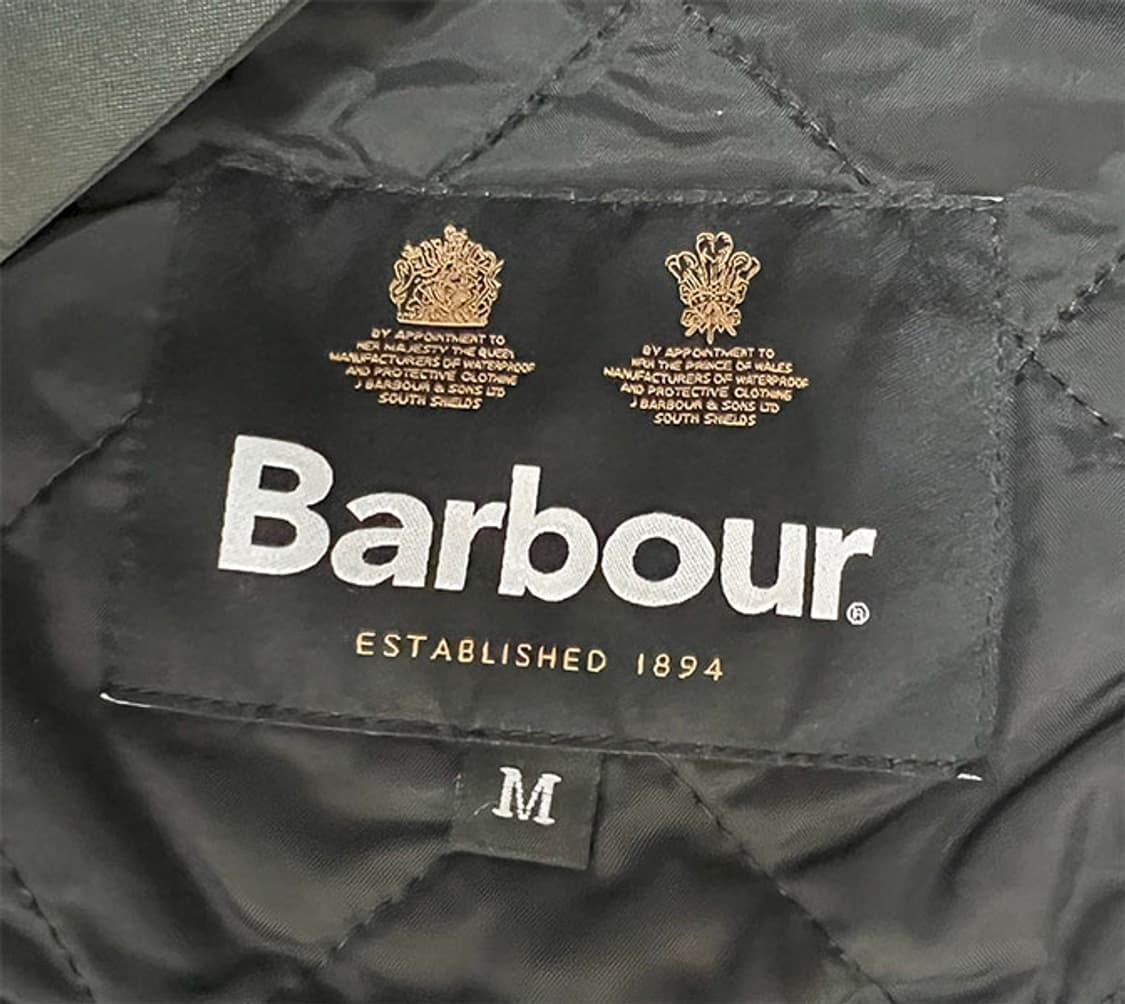 BY APPOINTMENT TO
HER MAJESTY THE QUEEN
MANUFACTURERS OF WATERPROOF
AND PROTECTIVE CLOTHING
J BARBOUR & SONS LTD
SOUTH SHIELDS
BY APPOINTMENT TO
HRH THE PRINCE OF WALES
MANUFACTURERS OF WATERPROOF
AND PROTECTIVE CLOTHING
J BARBOUR & SONS LTD
SOUTH SHIELDS
Barbour®
ESTABLISHED 1894
M